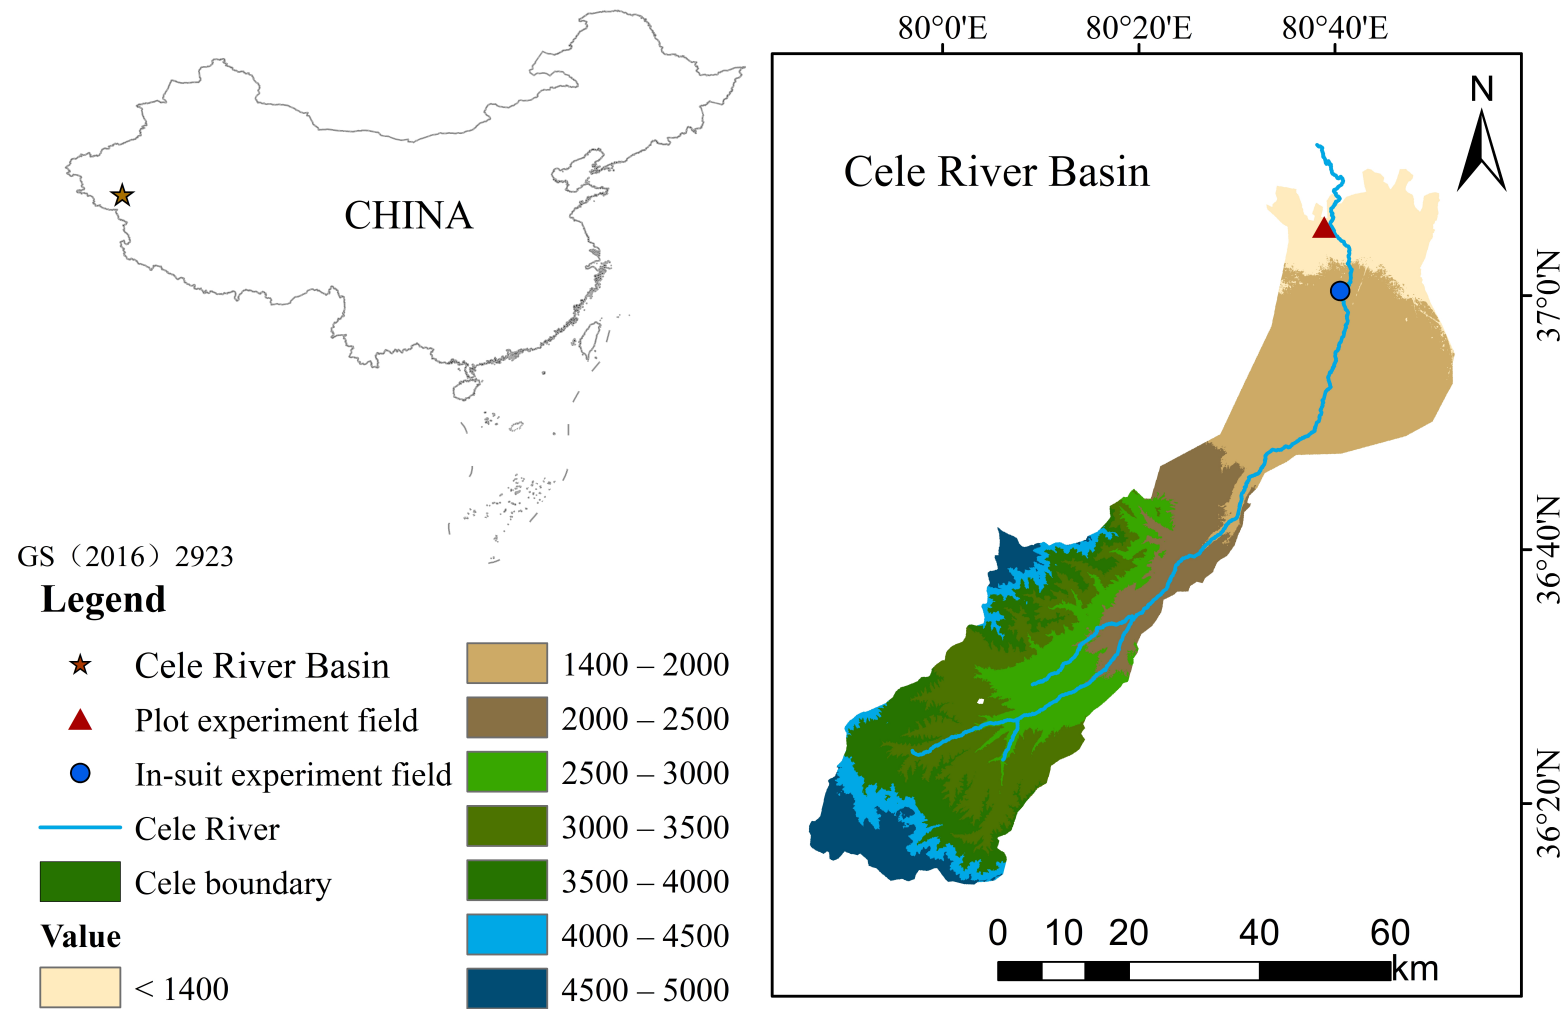 80°0'E 80°20'E 80°40'E
N
Cele River Basin
CHINA
37°0'N
36°40'N
36°20'N
GS（2016）2923
Legend
Cele River Basin
Plot experiment field
In-suit experiment field
Cele River
Cele boundary
Value
< 1400
1400 – 2000
2000 – 2500
2500 – 3000
3000 – 3500
3500 – 4000
4000 – 4500
4500 – 5000
0 10 20 40 60
km